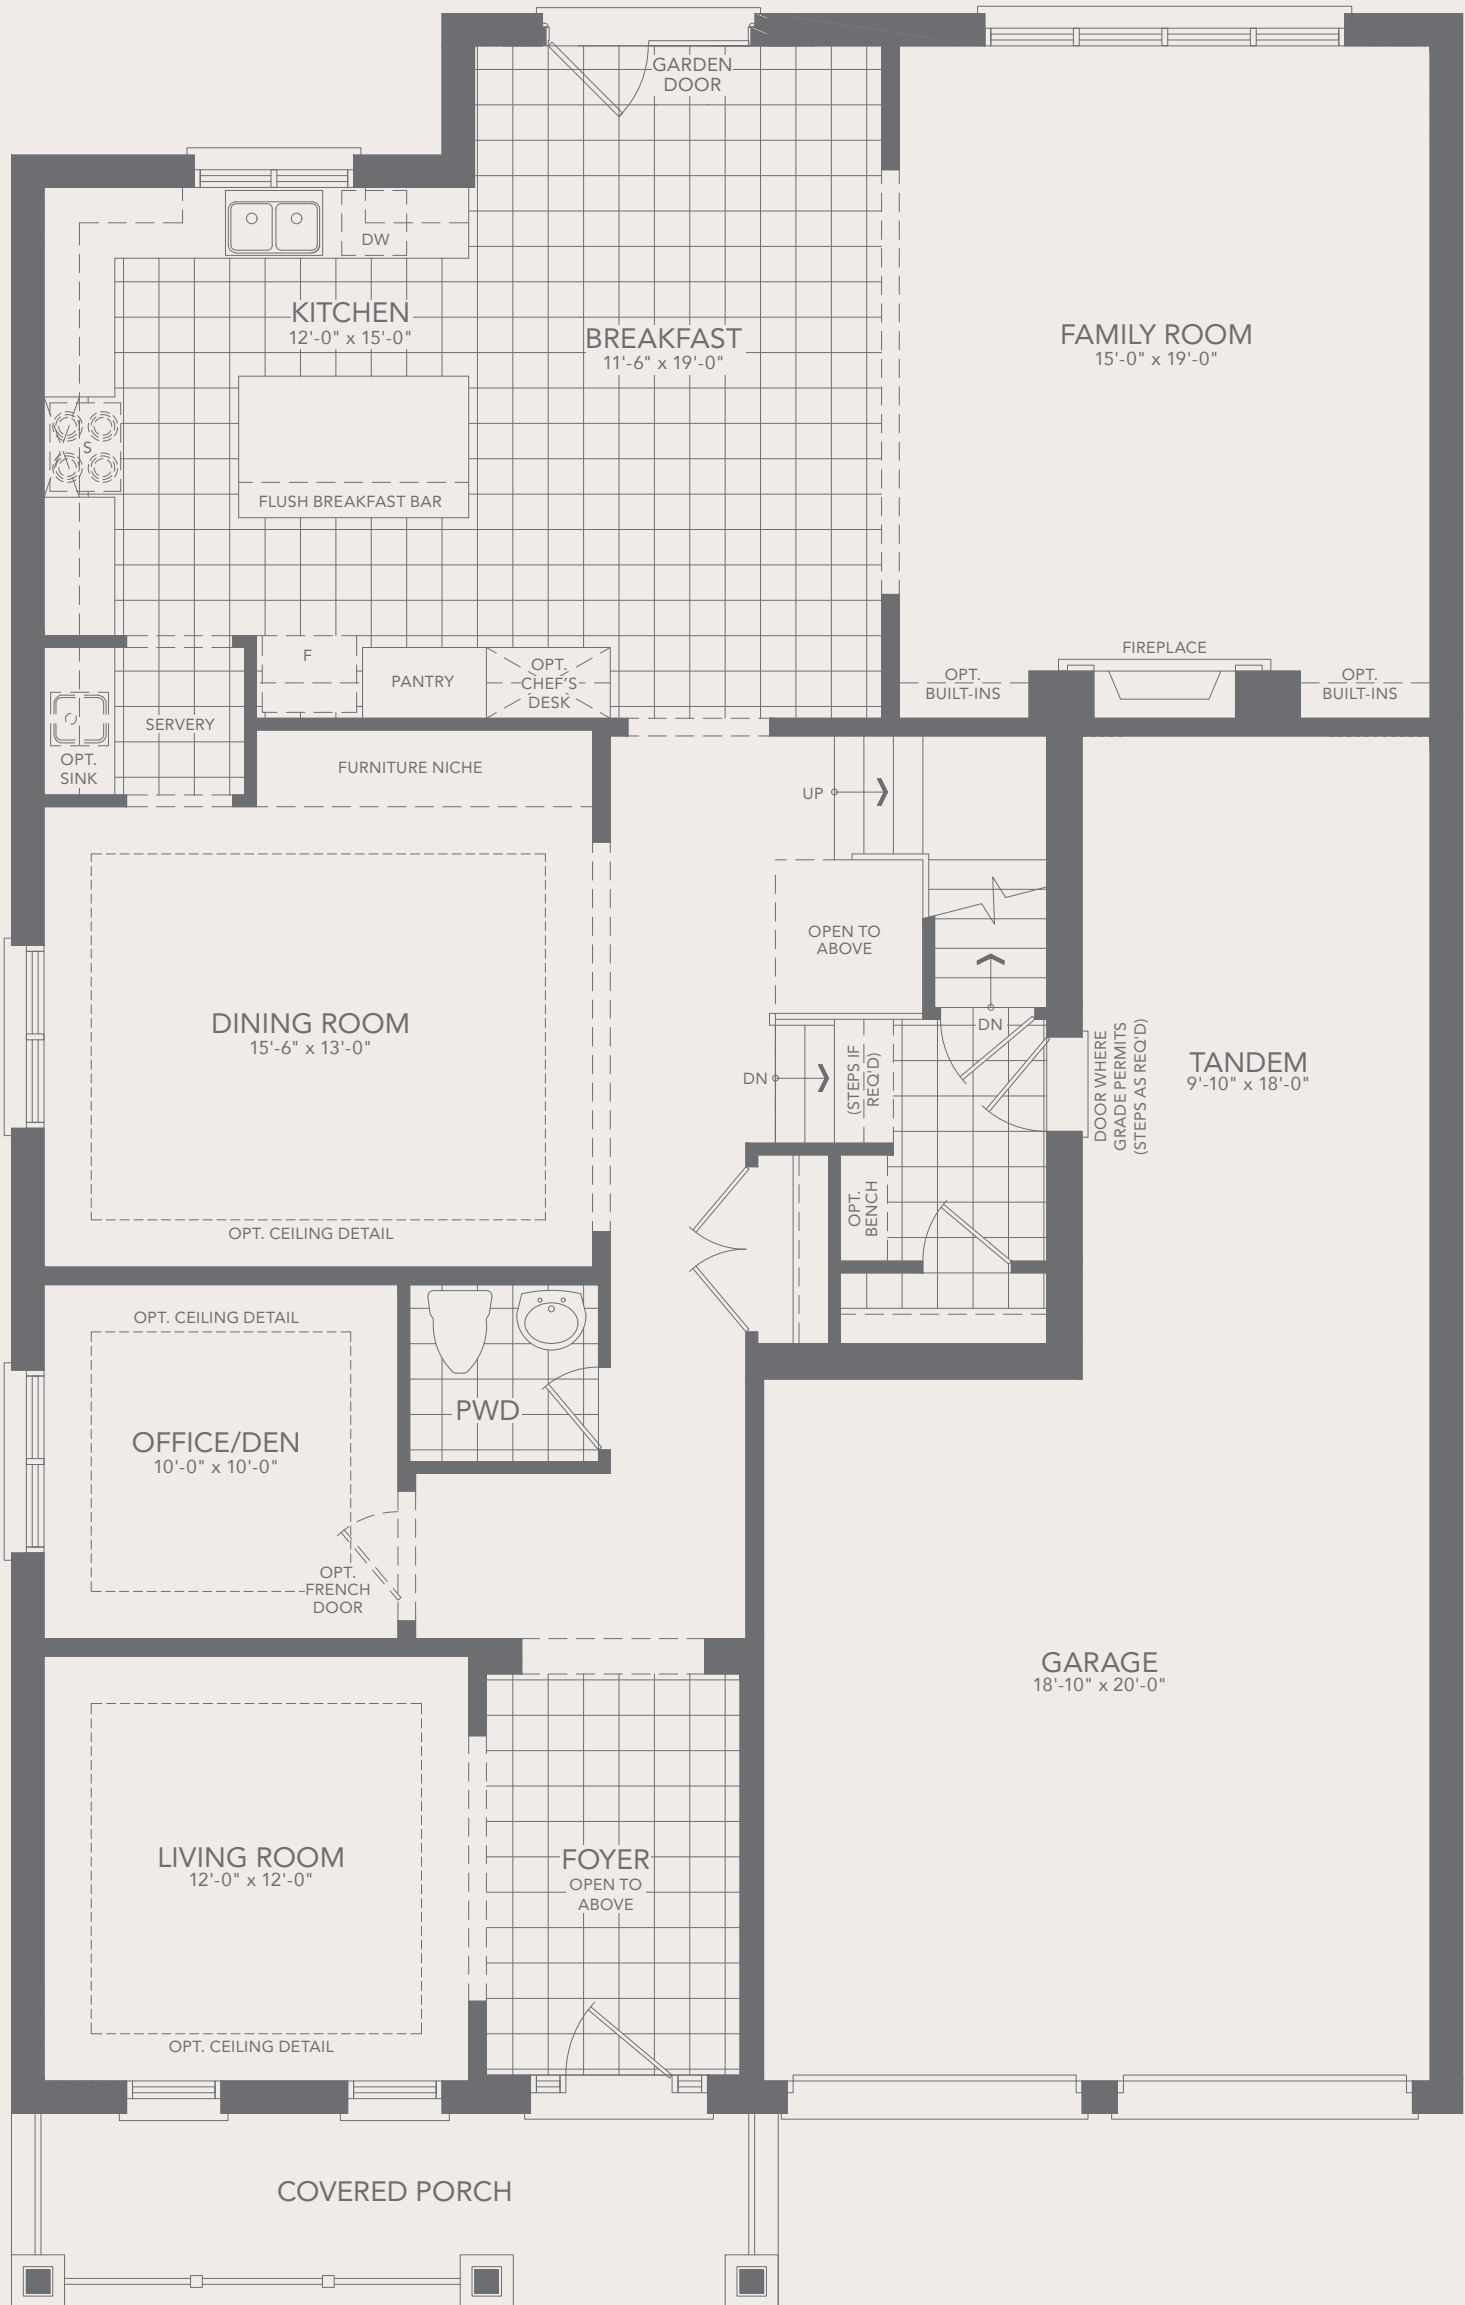 GARDEN
DOOR
DW
KITCHEN
12'-0" x 15'-0"
BREAKFAST
11'-6" x 19'-0"
FAMILY ROOM
15'-0" x 19'-0"
S
FLUSH BREAKFAST BAR
F
PANTRY
OPT.
CHEF'S
DESK
FIREPLACE
OPT.
BUILT-INS
OPT.
BUILT-INS
SERVERY
OPT.
SINK
FURNITURE NICHE
UP
OPEN TO
ABOVE
DINING ROOM
15'-6" x 13'-0"
DN
DN
(STEPS IF
REQ'D)
DOOR WHERE
GRADE PERMITS
(STEPS AS REQ'D)
TANDEM
9'-10" x 18'-0"
OPT.
BENCH
OPT. CEILING DETAIL
OPT. CEILING DETAIL
PWD
OFFICE/DEN
10'-0" x 10'-0"
OPT.
FRENCH
DOOR
GARAGE
18'-10" x 20'-0"
LIVING ROOM
12'-0" x 12'-0"
FOYER
OPEN TO
ABOVE
OPT. CEILING DETAIL
COVERED PORCH